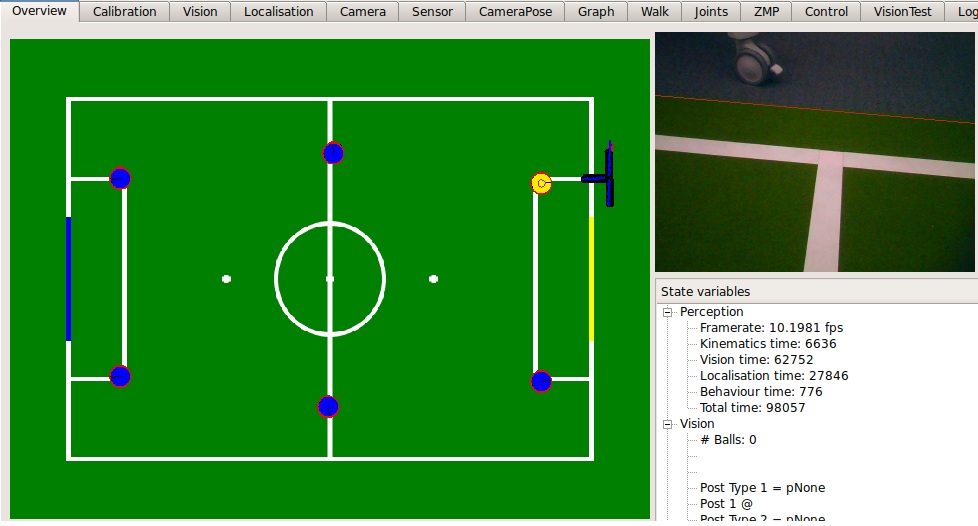 Overview Calibration Vision Localisation Camera Sensor CameraPose Graph Walk Joints ZMP Control VisionTest Log
State variables
Perception
Framerate: 10.1981 fps
Kinematics time: 6636
Vision time: 62752
Localisation time: 27846
Behaviour time: 776
Total time: 98057
Vision
# Balls: 0
Post Type 1 = pNone
Post 1 @
Post Type 2 = pNone